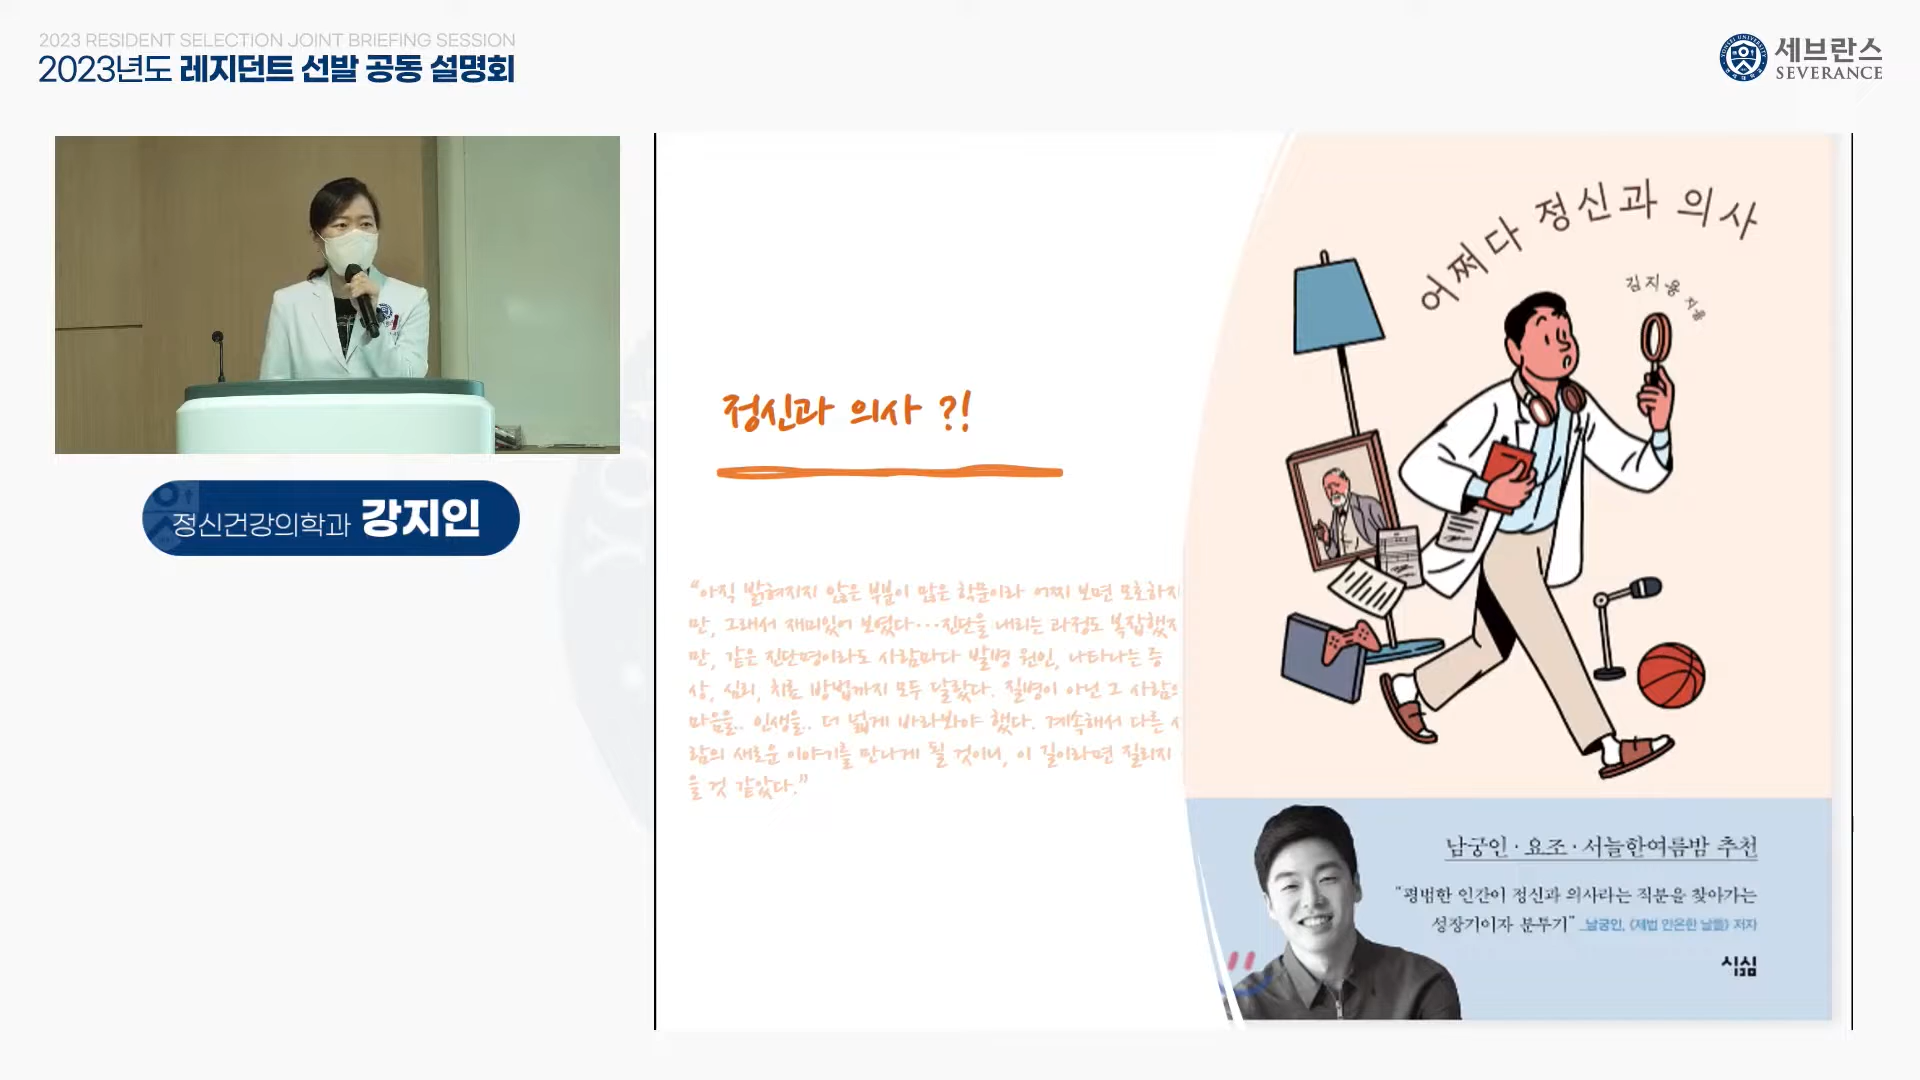 2023 RESIDENT SELECTION JOINT BRIEFING SESSION
2023년도 레지던트 선발 공동 설명회
세브란스
SEVERANCE
정신건강의학과 강지인
정신과 의사 ?!
“아직 밝혀지지 않은 부분이 많은 학문이라 어찌 보면 모호하지
만, 그래서 재미있어 보였다···진단을 내리는 과정도 복잡했지
만, 같은 진단명이라도 사람마다 발병 원인, 나타나는 증
상, 심리, 치료 방법까지 모두 달랐다. 질병이 아닌 그 사람의
마음을.. 인생을.. 더 넓게 바라봐야 했다. 계속해서 다른 사
람의 새로운 이야기를 만나게 될 것이니, 이 길이라면 질리지
을 것 같았다.”
어쩌다 정신과 의사
김지용 지음
남궁인 · 요조 · 서늘한여름밤 추천
“평범한 인간이 정신과 의사라는 직분을 찾아가는
성장기이자 분투기” _남궁인, 《제법 안온한 날들》 저자
심심